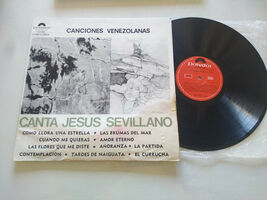 CANCIONES VENEZOLANAS
CANTA JESUS SEVILLANO
COMO LLORA UNA ESTRELLA • LAS BRUMAS DEL MAR
CUANDO ME QUIERAS • AMOR ETERNO
LAS FLORES QUE ME DISTE • AÑORANZA • LA PARTIDA
CONTEMPLACION • TARDES DE NAIGUATA • EL CURRUCHA
Polydor